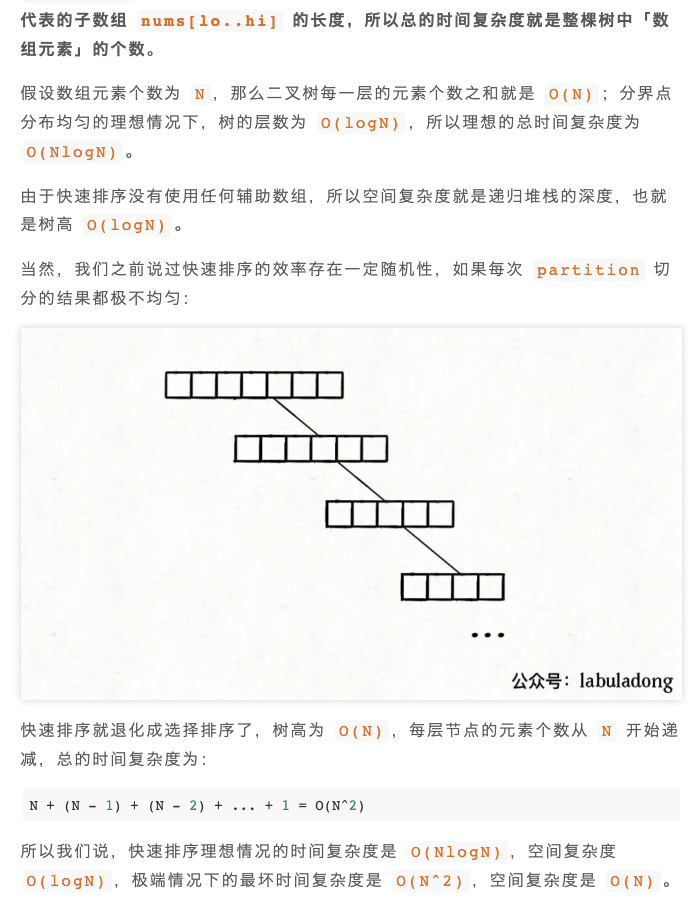 代表的子数组 nums[lo..hi] 的长度，所以总的时间复杂度就是整棵树中「数
组元素」的个数。
假设数组元素个数为 N，那么二叉树每一层的元素个数之和就是 O(N)；分界点
分布均匀的理想情况下，树的层数为 O(logN)，所以理想的总时间复杂度为
O(NlogN)。
由于快速排序没有使用任何辅助数组，所以空间复杂度就是递归堆栈的深度，也就
是树高 O(logN)。
当然，我们之前说过快速排序的效率存在一定随机性，如果每次 partition 切
分的结果都极不均匀：
...
公众号：labuladong
快速排序就退化成选择排序了，树高为 O(N)，每层节点的元素个数从 N 开始递
减，总的时间复杂度为：
N + (N - 1) + (N - 2) + ... + 1 = O(N^2)
所以我们说，快速排序理想情况的时间复杂度是 O(NlogN)，空间复杂度
O(logN)，极端情况下的最坏时间复杂度是 O(N^2)，空间复杂度是 O(N)。